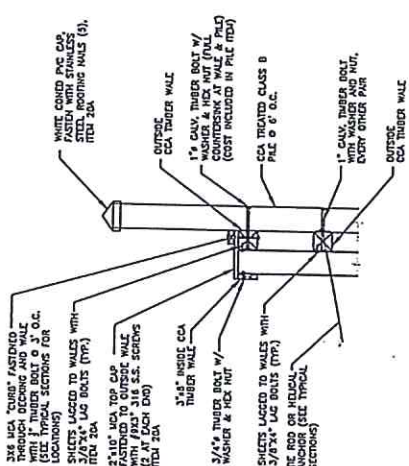 3X6 MCA "CURB" FASTENED
THROUGH DECKING AND WALE
WITH ¾" TIMBER BOLT @ 3' O.C.
(SEE TYPICAL SECTIONS FOR
LOCATIONS)
SHEETS LAGGED TO WALES WITH
3/8"X4" LAG BOLTS (TYP.)
ITEM 20A
2"x10" MCA TOP CAP
FASTENED TO OUTSIDE WALE
WITH #9X3" 316 S.S. SCREWS
(2 AT EACH END)
ITEM 20A
3"x8" INSIDE CCA
TIMBER WALE
3/4"ø TIMBER BOLT W/
WASHER & HEX NUT
SHEETS LAGGED TO WALES WITH
3/8"X4" LAG BOLTS (TYP.)
TIE ROD OR HELICAL
ANCHOR (SEE TYPICAL
SECTIONS)
WHITE CONED PVC CAP,
FASTEN WITH STAINLESS
STEEL ROOFING NAILS (5),
ITEM 20A
OUTSIDE
CCA TIMBER WALE
1"ø GALV. TIMBER BOLT W/
WASHER & HEX NUT (FULL
COUNTERSINK AT WALE & PILE)
(COST INCLUDED IN PILE ITEM)
CCA TREATED CLASS B
PILE @ 6' O.C.
1" GALV. TIMBER BOLT
WITH WASHER AND NUT,
EVERY OTHER PAIR
OUTSIDE
CCA TIMBER WALE